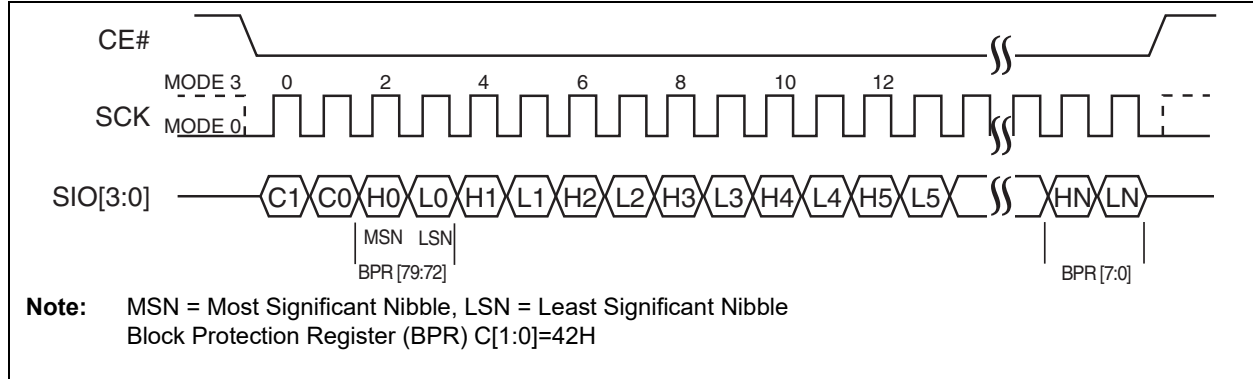 CE#
MODE 3 0 2 4 6 8 10 12
SCK MODE 0
SIO[3:0] C1 C0 H0 L0 H1 L1 H2 L2 H3 L3 H4 L4 H5 L5 HN LN
MSN LSN
BPR [79:72] BPR [7:0]
Note: MSN = Most Significant Nibble, LSN = Least Significant Nibble
Block Protection Register (BPR) C[1:0]=42H